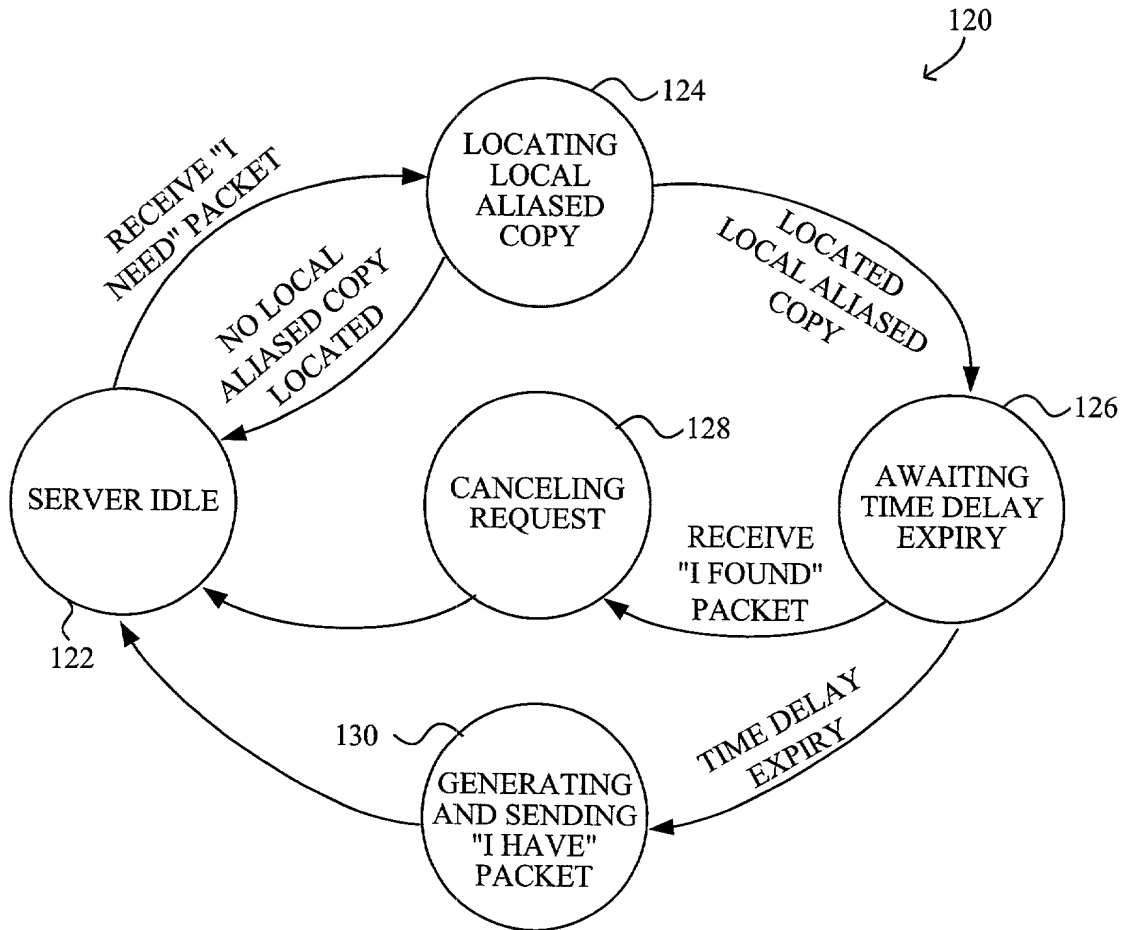 120
124
LOCATING
LOCAL
ALIASED
COPY
RECEIVE "I
NEED" PACKET
NO LOCAL
ALIASED COPY
LOCATED
LOCATED
LOCAL ALIASED
COPY
126
128
SERVER IDLE
CANCELING
REQUEST
AWAITING
TIME DELAY
EXPIRY
RECEIVE
"I FOUND"
PACKET
122
TIME DELAY
EXPIRY
130
GENERATING
AND SENDING
"I HAVE"
PACKET